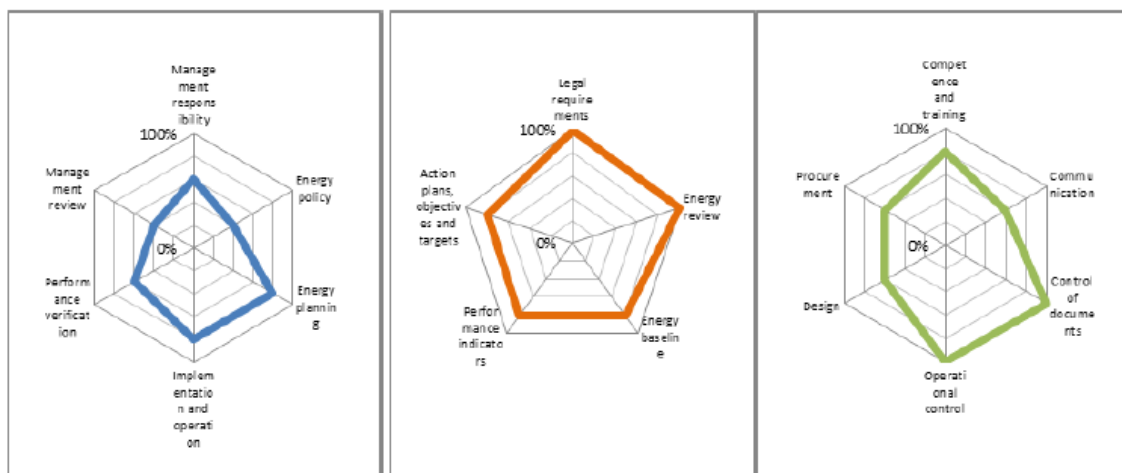 Manage
ment
respons
ibility
100%
Energy
policy
Energy
plannin
g
Implem
entatio
n and
operati
on
Perform
ance
verificat
ion
Manage
ment
review
0%
Legal
require
ments
100%
Energy
review
Energy
baselin
e
Perfor
mance
indicato
rs
Action
plans,
objectiv
es and
targets
0%
Compet
ence
and
training
100%
Commu
nication
Control
of
docume
nts
Operati
onal
control
Design
Procure
ment
0%